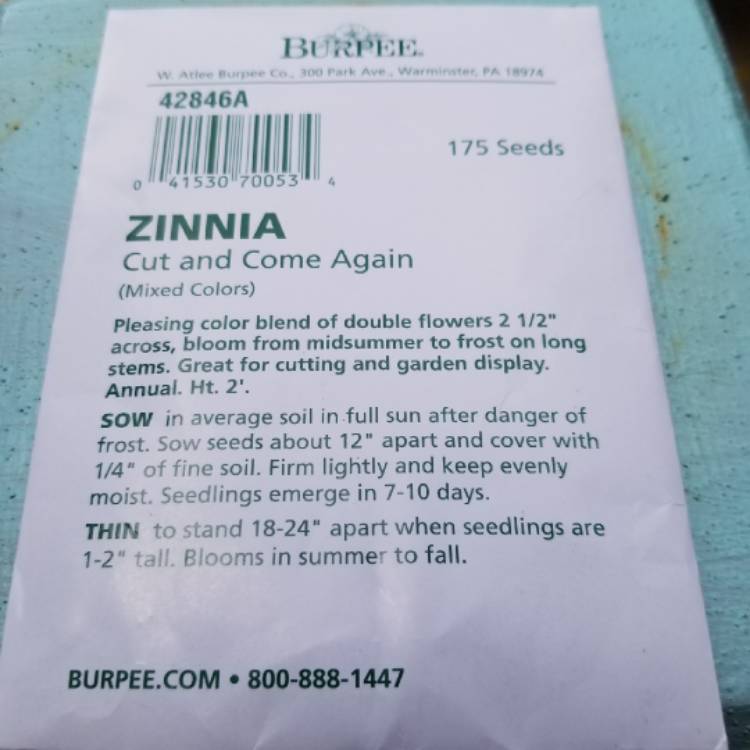 BURPEE.
W. Atlee Burpee Co., 300 Park Ave., Warminster, PA 18974
42846A
175 Seeds
0 41530 70053 4
ZINNIA
Cut and Come Again
(Mixed Colors)
Pleasing color blend of double flowers 2 1/2"
across, bloom from midsummer to frost on long
stems. Great for cutting and garden display.
Annual. Ht. 2'.
SOW in average soil in full sun after danger of
frost. Sow seeds about 12" apart and cover with
1/4" of fine soil. Firm lightly and keep evenly
moist. Seedlings emerge in 7-10 days.
THIN to stand 18-24" apart when seedlings are
1-2" tall. Blooms in summer to fall.
BURPEE.COM • 800-888-1447